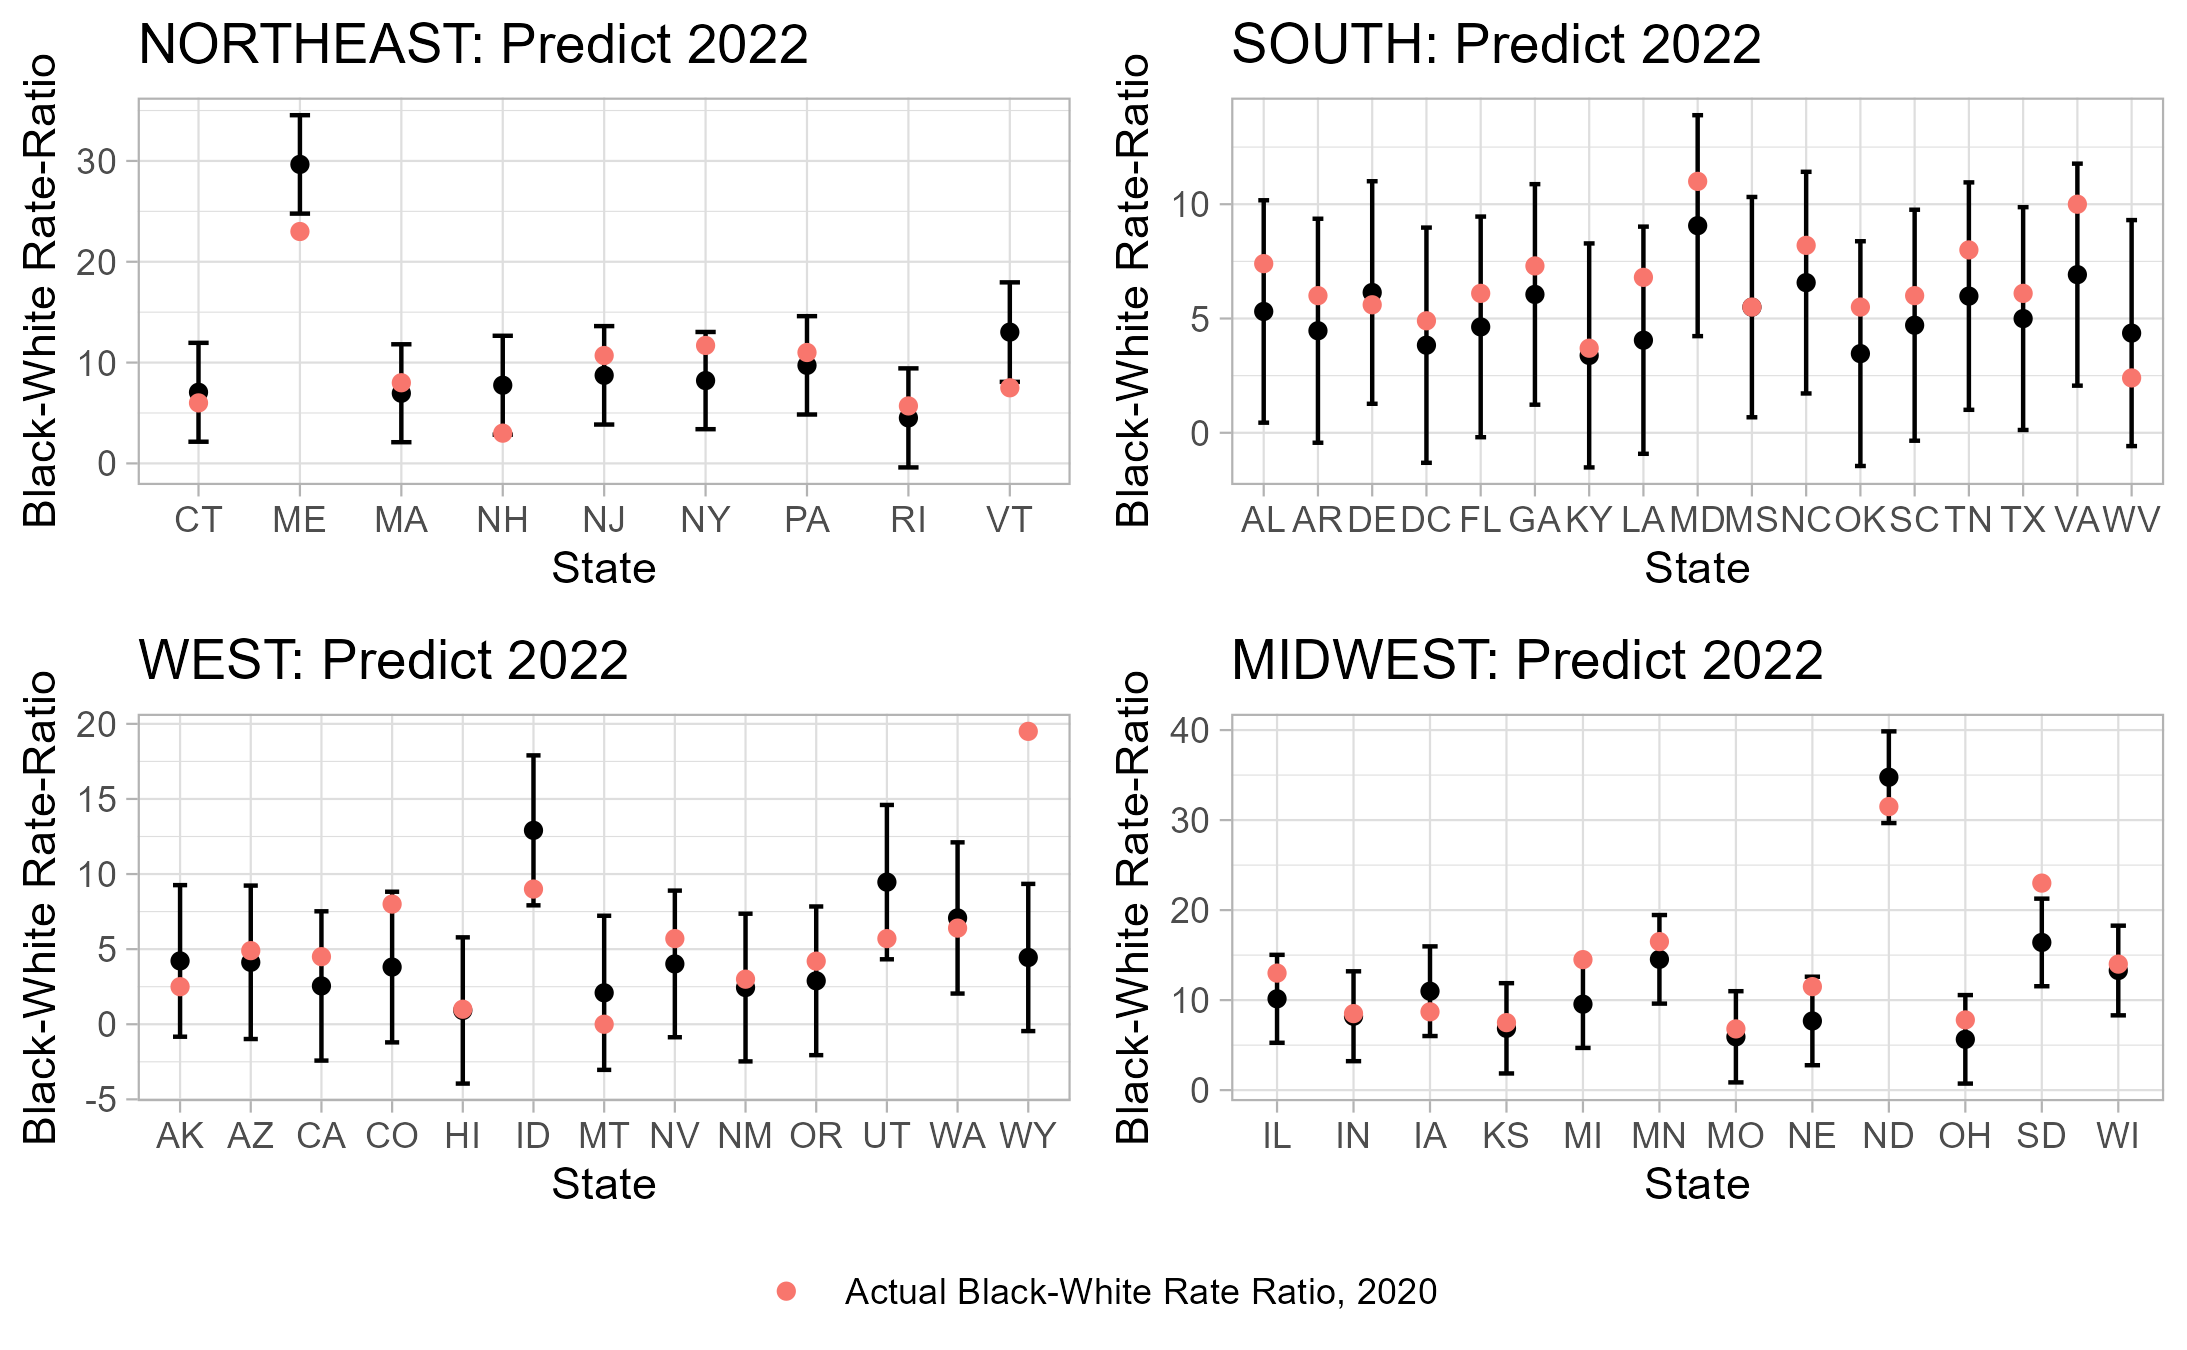 NORTHEAST: Predict 2022
Black-White Rate-Ratio
30
20
10
0
CT ME MA NH NJ NY PA RI VT
State
SOUTH: Predict 2022
Black-White Rate-Ratio
10
5
0
AL AR DE DC FL GA KY LA MD MS NC OK SC TN TX VA WV
State
WEST: Predict 2022
Black-White Rate-Ratio
20
15
10
5
0
-5
AK AZ CA CO HI ID MT NV NM OR UT WA WY
State
MIDWEST: Predict 2022
Black-White Rate-Ratio
40
30
20
10
0
IL IN IA KS MI MN MO NE ND OH SD WI
State
Actual Black-White Rate Ratio, 2020